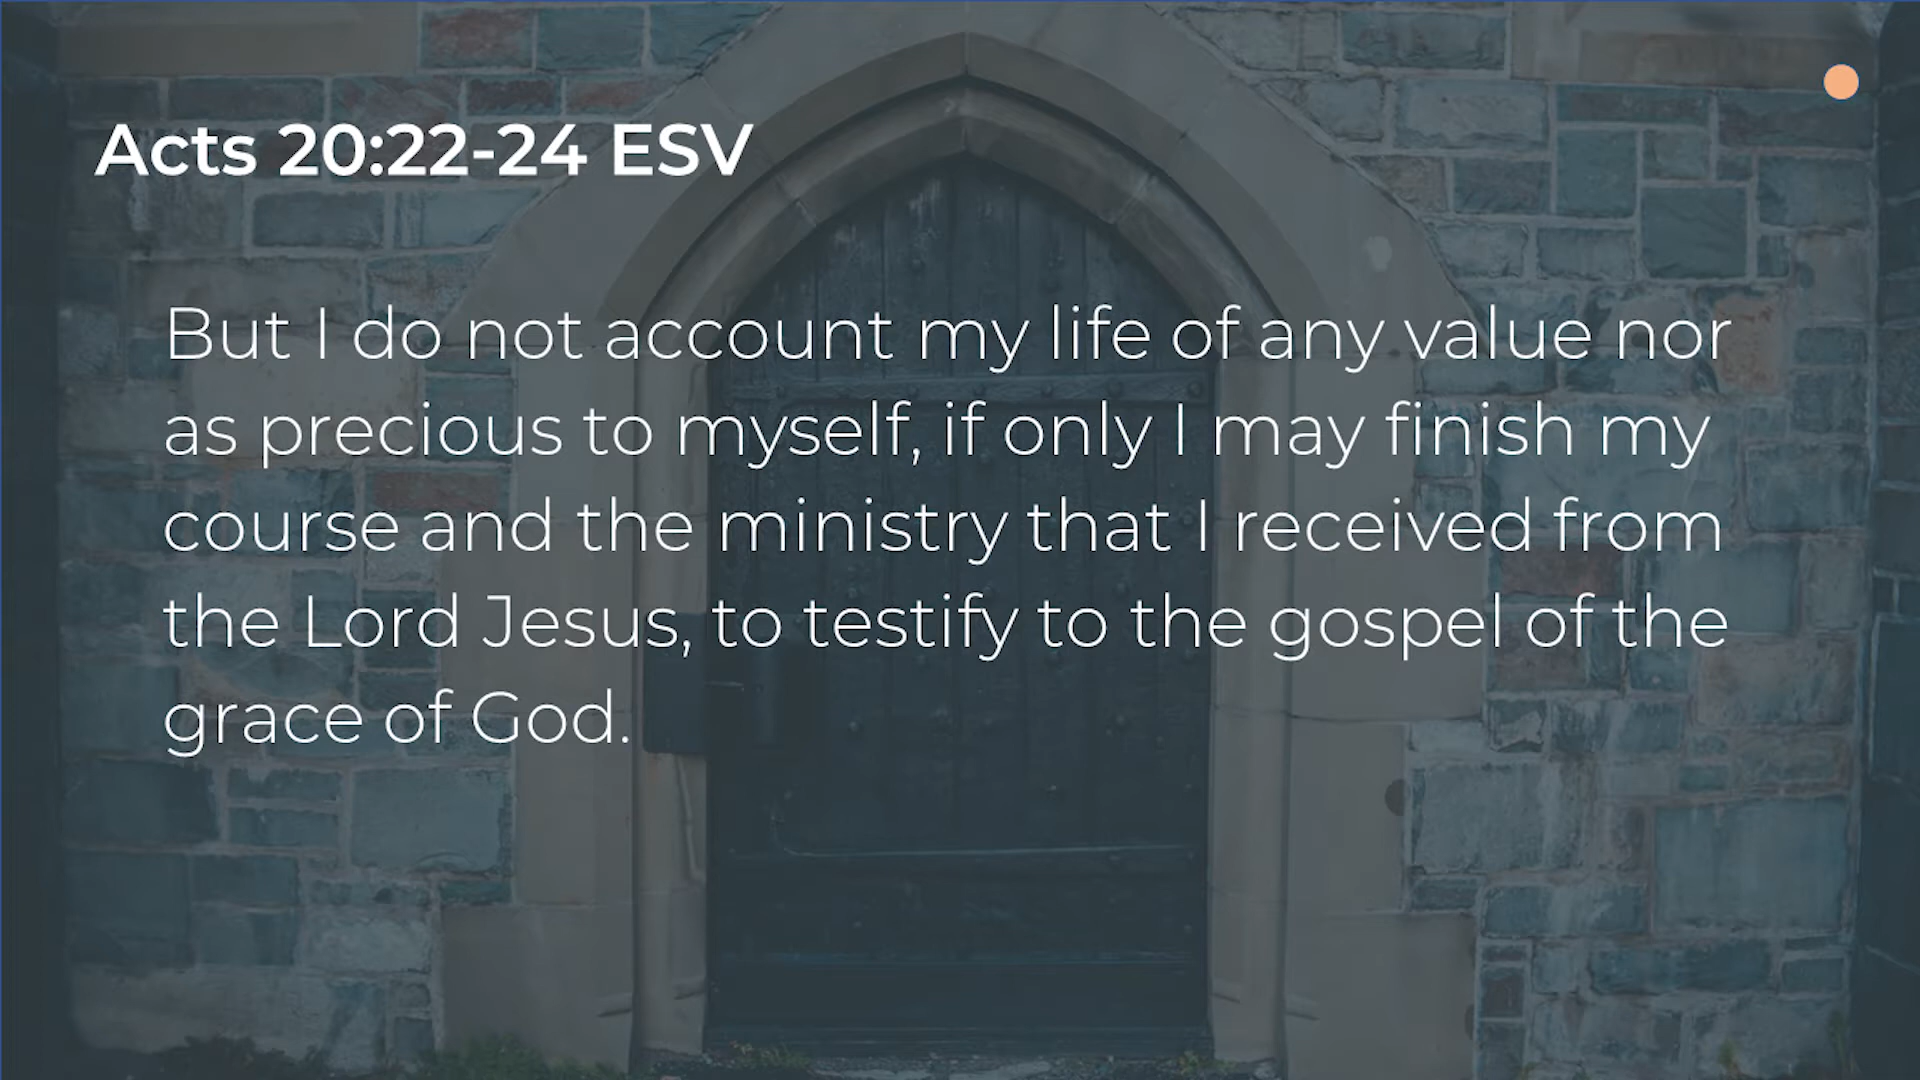 Acts 20:22-24 ESV
But I do not account my life of any value nor
as precious to myself, if only I may finish my
course and the ministry that I received from
the Lord Jesus, to testify to the gospel of the
grace of God.